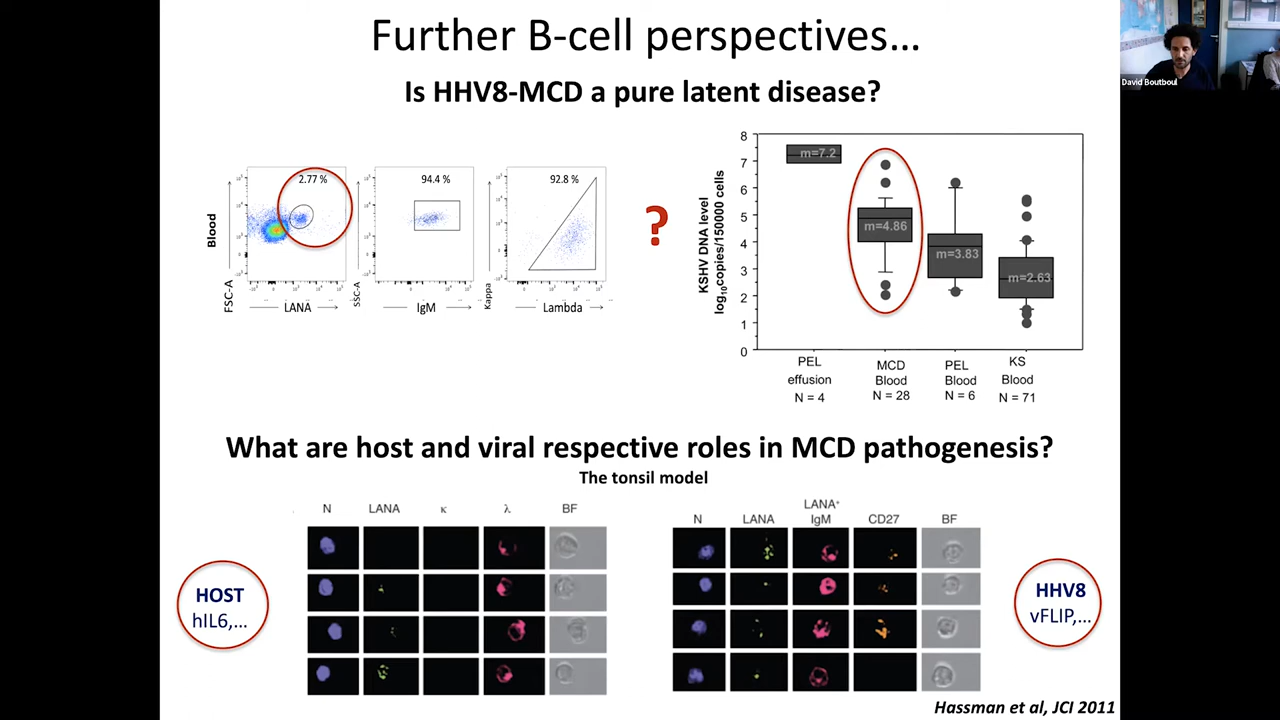 Further B-cell perspectives…
Is HHV8-MCD a pure latent disease?
David Boutboul
2.77 %
94.4 %
92.8 %
Blood
FSC-A
SSC-A
Kappa
LANA
IgM
Lambda
?
KSHV DNA level
log10copies/150000 cells
8
7
6
5
4
3
2
1
0
m=7.2
m=4.86
m=3.83
m=2.63
PEL
effusion
N = 4
MCD
Blood
N = 28
PEL
Blood
N = 6
KS
Blood
N = 71
What are host and viral respective roles in MCD pathogenesis?
The tonsil model
N LANA κ λ BF
LANA+
N LANA IgM CD27 BF
HOST
hIL6,...
HHV8
vFLIP,...
Hassman et al, JCI 2011